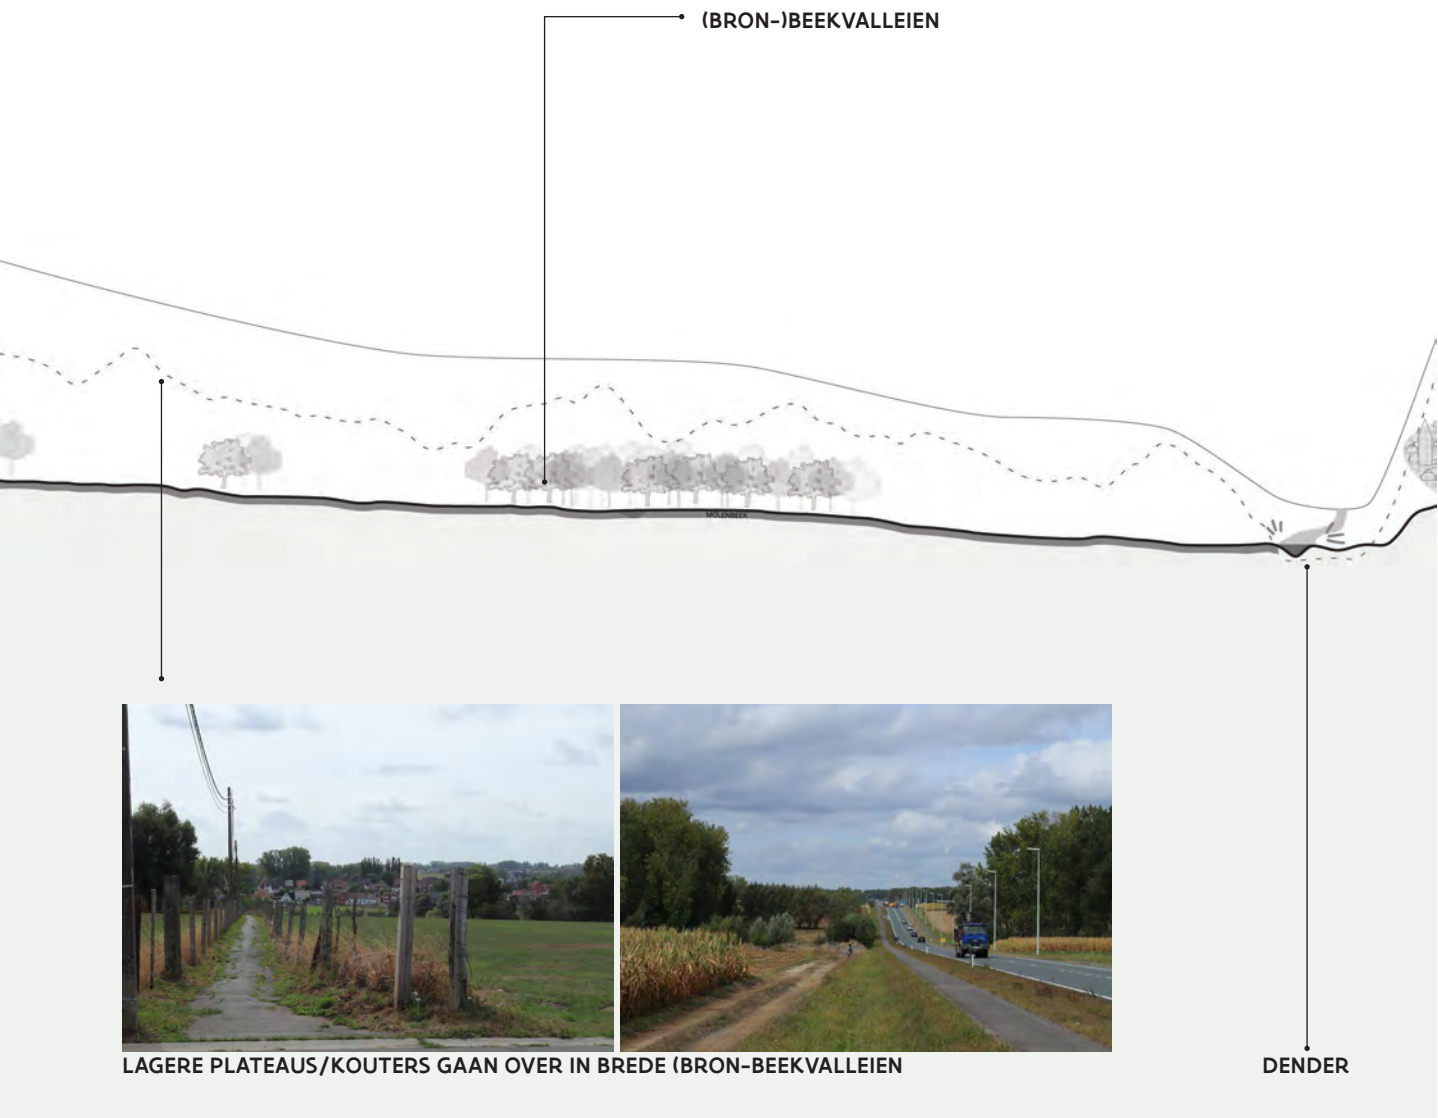 (BRON-)BEEKVALLEIEN
MOLENBEEK
LAGERE PLATEAUS/KOUTERS GAAN OVER IN BREDE (BRON-BEEKVALLEIEN
DENDER